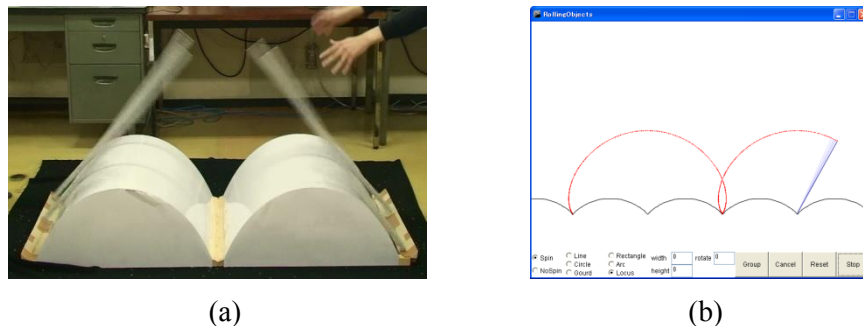 RollingObjects
Spin
NoSpin
Line
Circle
Gourd
Rectangle
Arc
Locus
width 0
height 0
rotate 0
Group
Cancel
Reset
Stop
(a)
(b)